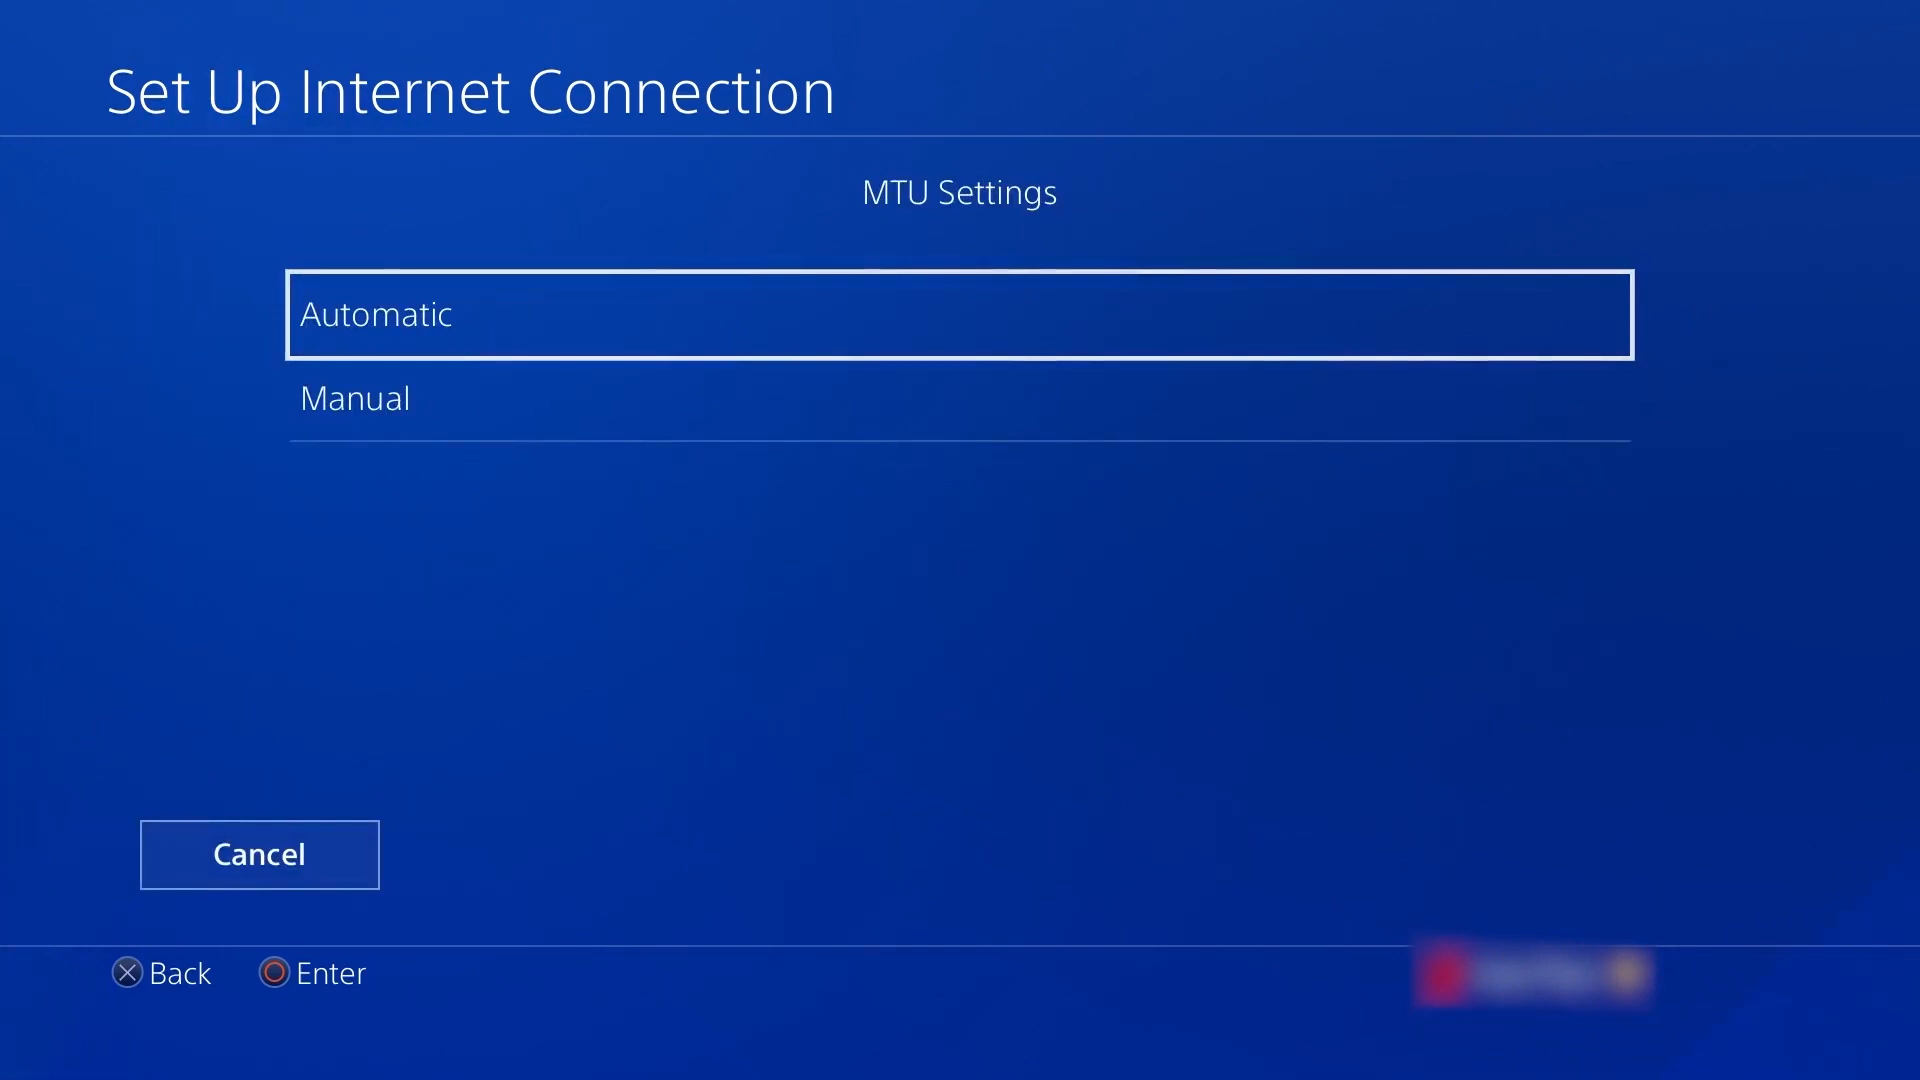 Set Up Internet Connection
MTU Settings
Automatic
Manual
Cancel
Back Enter